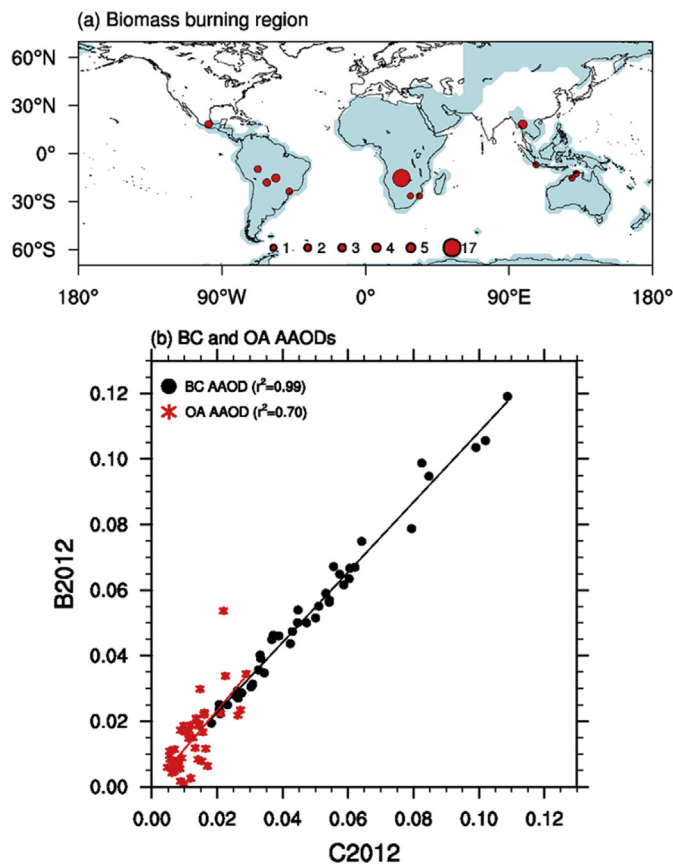 (a) Biomass burning region
60°N
30°N
0°
30°S
60°S
1 2 3 4 5 17
180° 90°W 0° 90°E 180°
(b) BC and OA AAODs
BC AAOD (r²=0.99)
OA AAOD (r²=0.70)
0.12
0.10
0.08
0.06
0.04
0.02
0.00
B2012
0.00 0.02 0.04 0.06 0.08 0.10 0.12
C2012